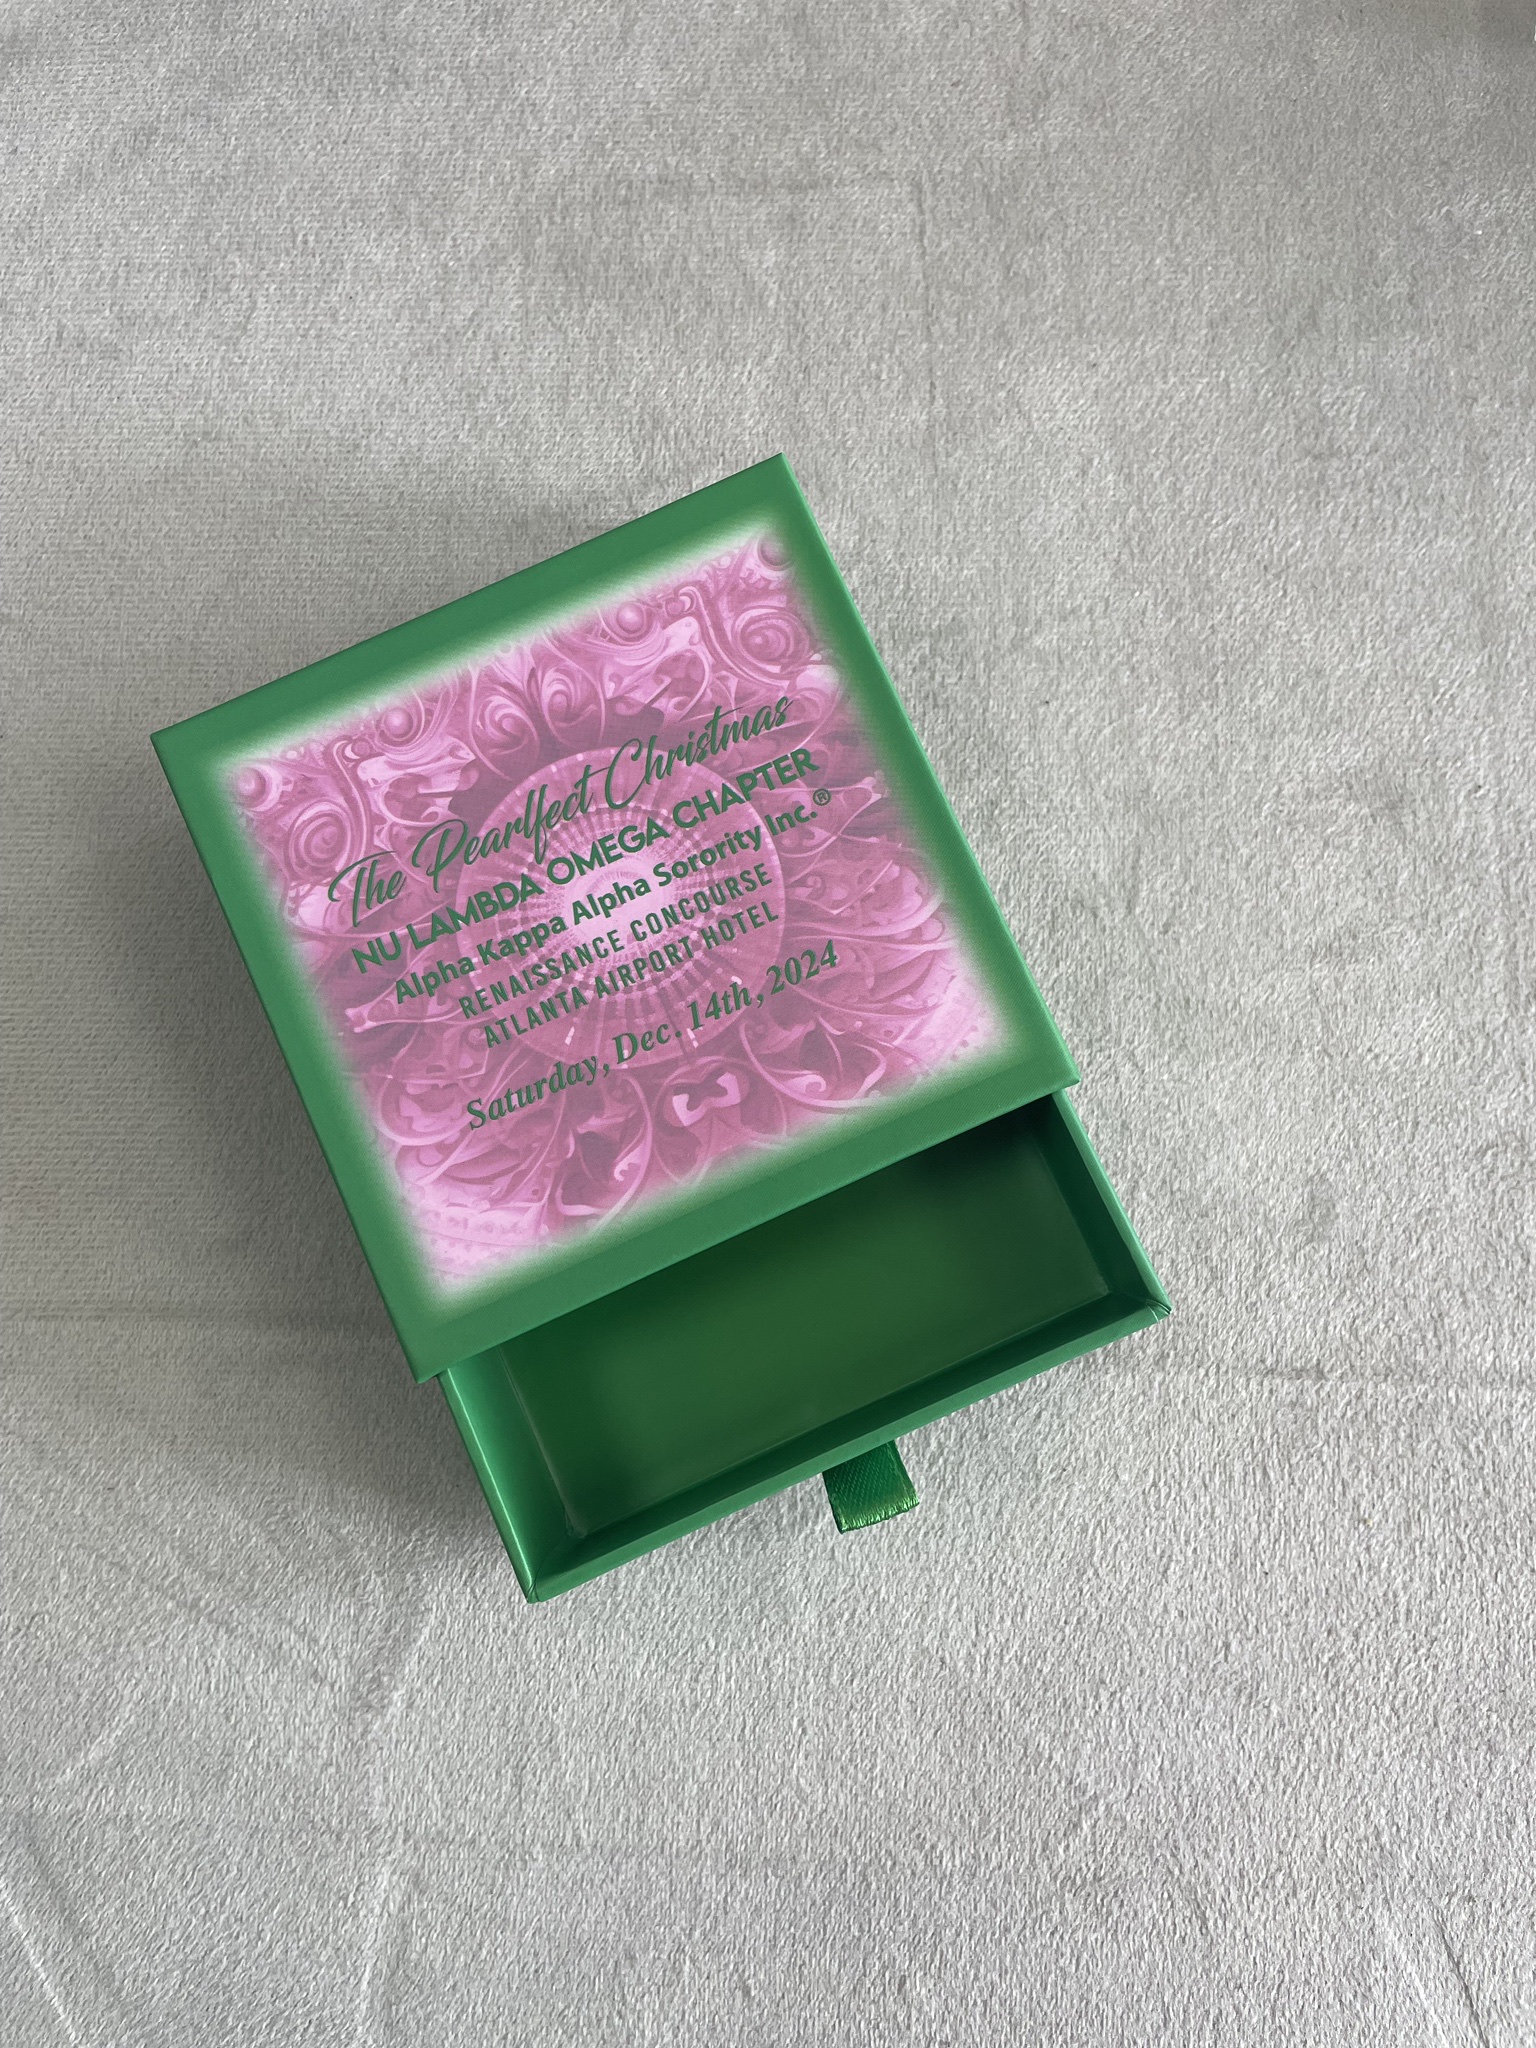 The Pearlfect Christmas
NU LAMBDA OMEGA CHAPTER
Alpha Kappa Alpha Sorority Inc.®
RENAISSANCE CONCOURSE
ATLANTA AIRPORT HOTEL
Saturday, Dec. 14th, 2024